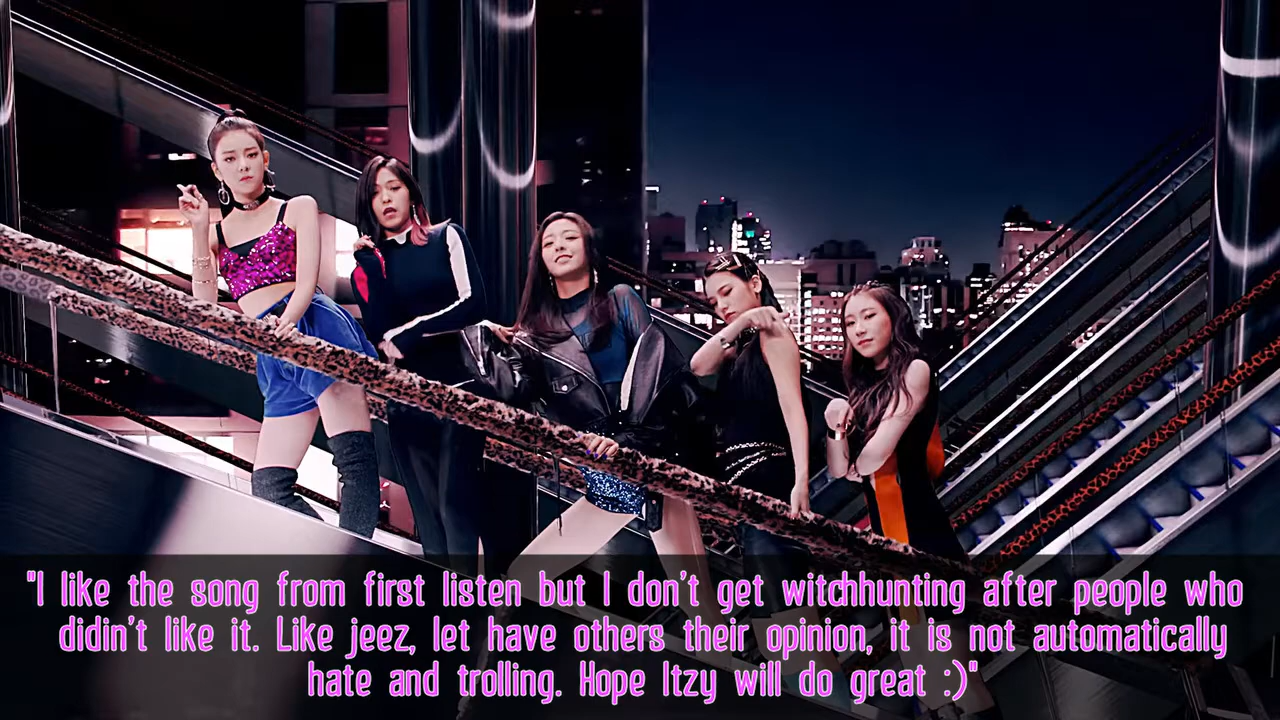 "I like the song from first listen but I don't get witchhunting after people who
didin't like it. Like jeez, let have others their opinion, it is not automatically
hate and trolling. Hope Itzy will do great :)"